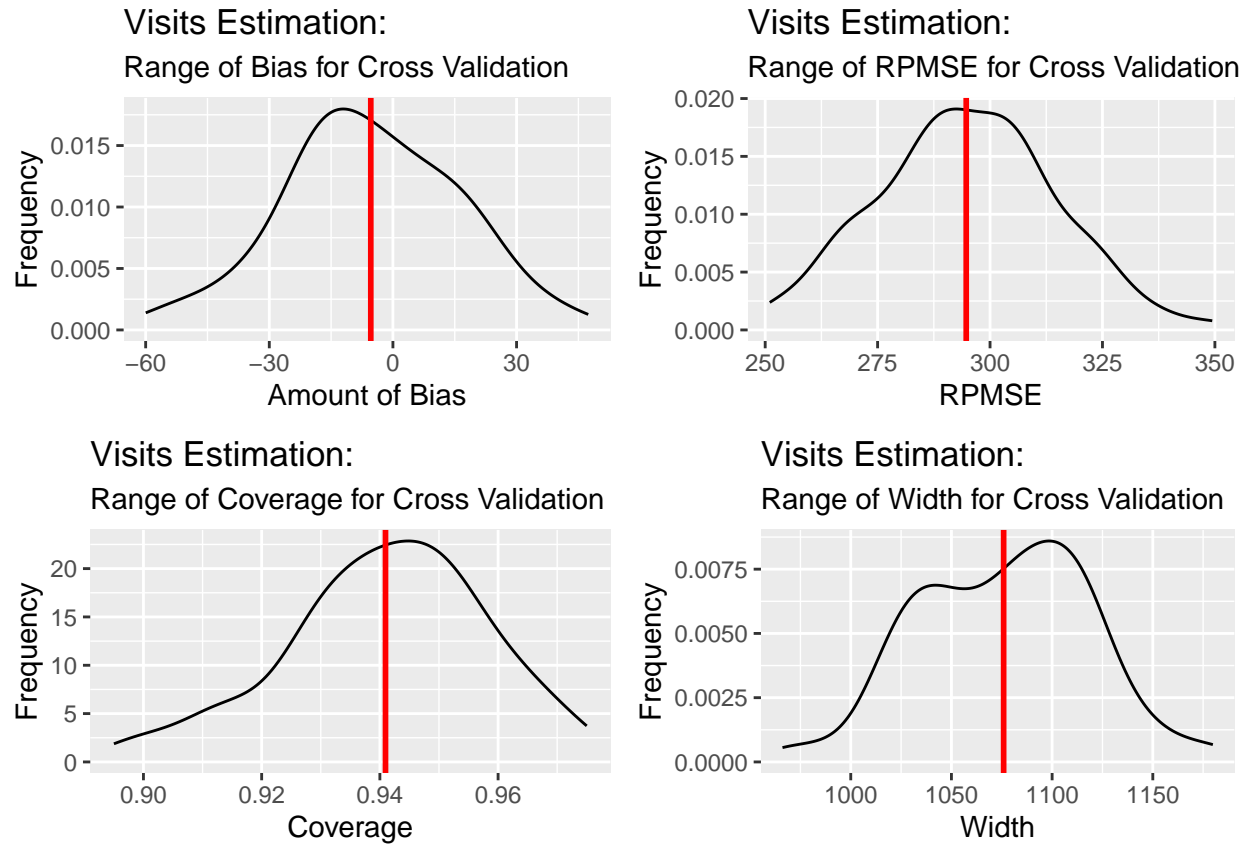 Visits Estimation:
Range of Bias for Cross Validation
Frequency
0.015
0.010
0.005
0.000
−60
−30
0
30
Amount of Bias
Visits Estimation:
Range of RPMSE for Cross Validation
Frequency
0.020
0.015
0.010
0.005
0.000
250
275
300
325
350
RPMSE
Visits Estimation:
Range of Coverage for Cross Validation
Frequency
20
15
10
5
0
0.90
0.92
0.94
0.96
Coverage
Visits Estimation:
Range of Width for Cross Validation
Frequency
0.0075
0.0050
0.0025
0.0000
1000
1050
1100
1150
Width